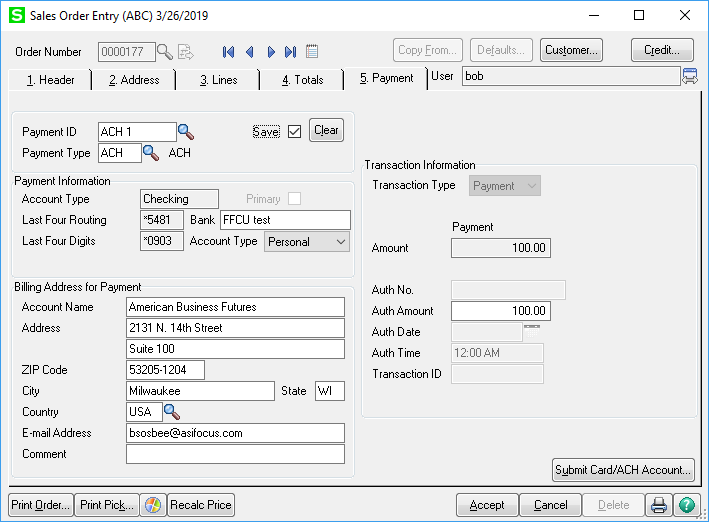 S Sales Order Entry (ABC) 3/26/2019
Order Number 0000177 Copy From... Defaults... Customer... Credit...
1. Header 2. Address 3. Lines 4. Totals 5. Payment User bob
Payment ID ACH 1 Save Clear
Payment Type ACH ACH
Payment Information
Account Type Checking Primary
Last Four Routing *5481 Bank FFCU test
Last Four Digits *0903 Account Type Personal
Billing Address for Payment
Account Name American Business Futures
Address 2131 N. 14th Street
Suite 100
ZIP Code 53205-1204
City Milwaukee State WI
Country USA
E-mail Address bsosbee@asifocus.com
Comment
Transaction Information
Transaction Type Payment
Payment
Amount 100.00
Auth No.
Auth Amount 100.00
Auth Date
Auth Time 12:00 AM
Transaction ID
Submit Card/ACH Account...
Print Order... Print Pick... Recalc Price Accept Cancel Delete ?